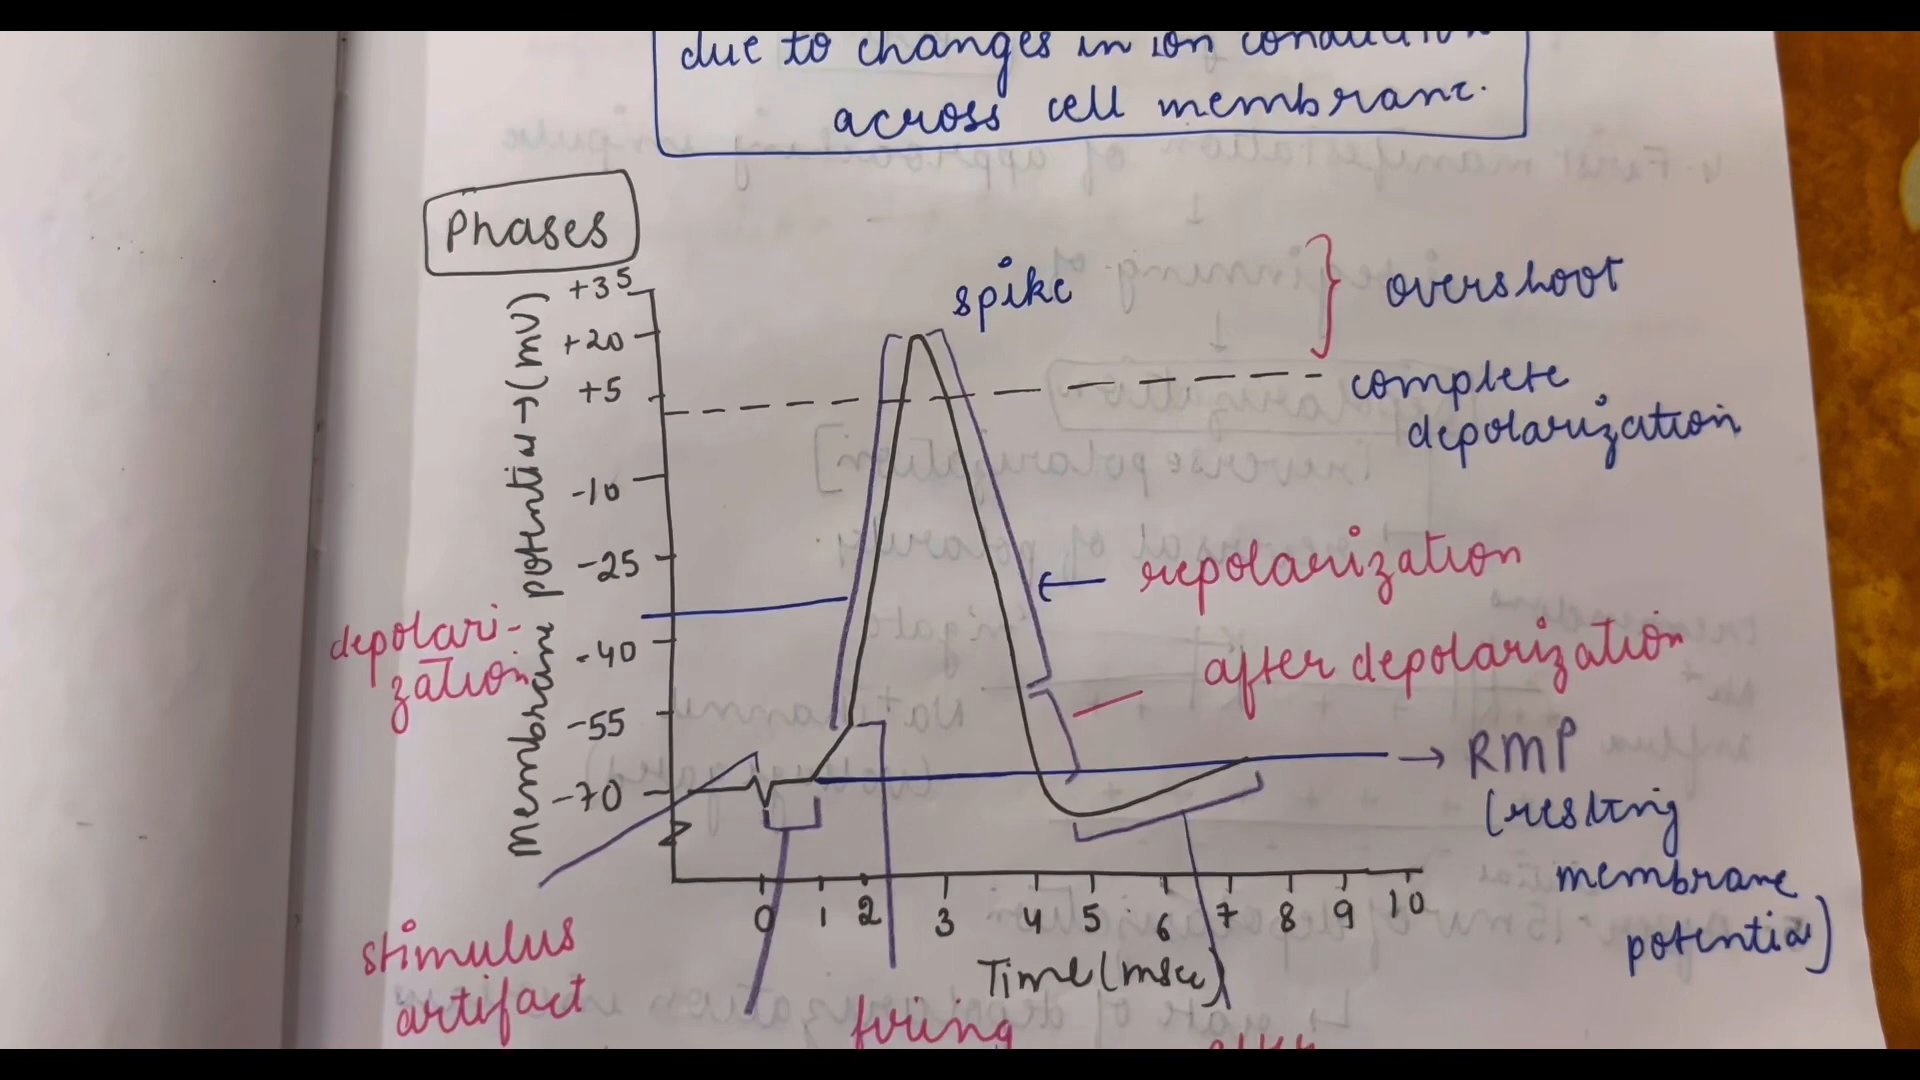 due to changes in ion
across cell membrane.
Phases
+35
+20
+5
-10
-25
-40
-55
-70
Membrane potential → (mv)
spike
overshoot
complete
depolarization
← repolarization
after depolarization
depolari-
zation
→ RMP
(resting
membrane
potential)
0 1 2 3 4 5 6 7 8 9 10
Time (msec)
stimulus
artifact
firing